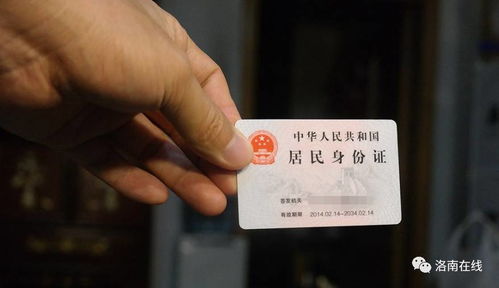 中华人民共和国
居民身份证
签发机关
有效期限 2014.02.14-2034.02.14
洛南在线